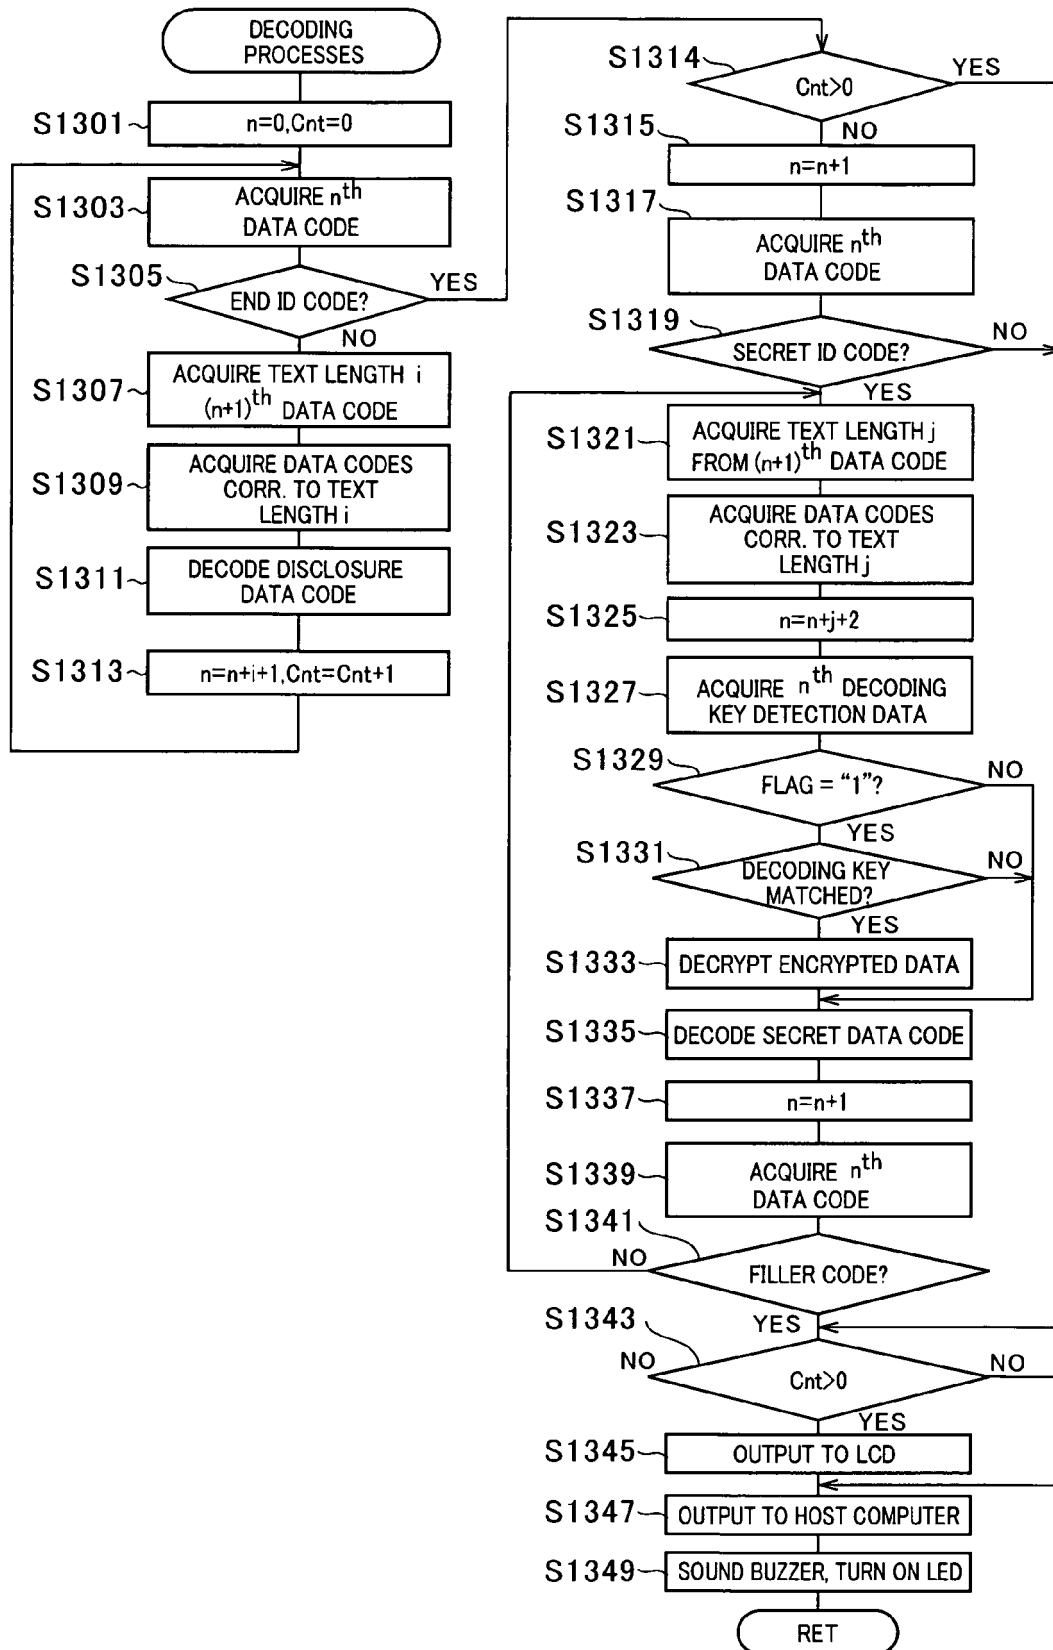 DECODING
PROCESSES
S1301
n=0,Cnt=0
S1303
ACQUIRE nth
DATA CODE
S1305
END ID CODE?
YES
NO
S1307
ACQUIRE TEXT LENGTH i
(n+1)th DATA CODE
S1309
ACQUIRE DATA CODES
CORR. TO TEXT
LENGTH i
S1311
DECODE DISCLOSURE
DATA CODE
S1313
n=n+i+1,Cnt=Cnt+1
S1314
Cnt>0
YES
NO
S1315
n=n+1
S1317
ACQUIRE nth
DATA CODE
S1319
SECRET ID CODE?
NO
YES
S1321
ACQUIRE TEXT LENGTH j
FROM (n+1)th DATA CODE
S1323
ACQUIRE DATA CODES
CORR. TO TEXT
LENGTH j
S1325
n=n+j+2
S1327
ACQUIRE nth DECODING
KEY DETECTION DATA
S1329
FLAG = “1”?
NO
YES
S1331
DECODING KEY
MATCHED?
NO
YES
S1333
DECRYPT ENCRYPTED DATA
S1335
DECODE SECRET DATA CODE
S1337
n=n+1
S1339
ACQUIRE nth
DATA CODE
S1341
NO
FILLER CODE?
YES
S1343
NO
Cnt>0
NO
YES
S1345
OUTPUT TO LCD
S1347
OUTPUT TO HOST COMPUTER
S1349
SOUND BUZZER, TURN ON LED
RET